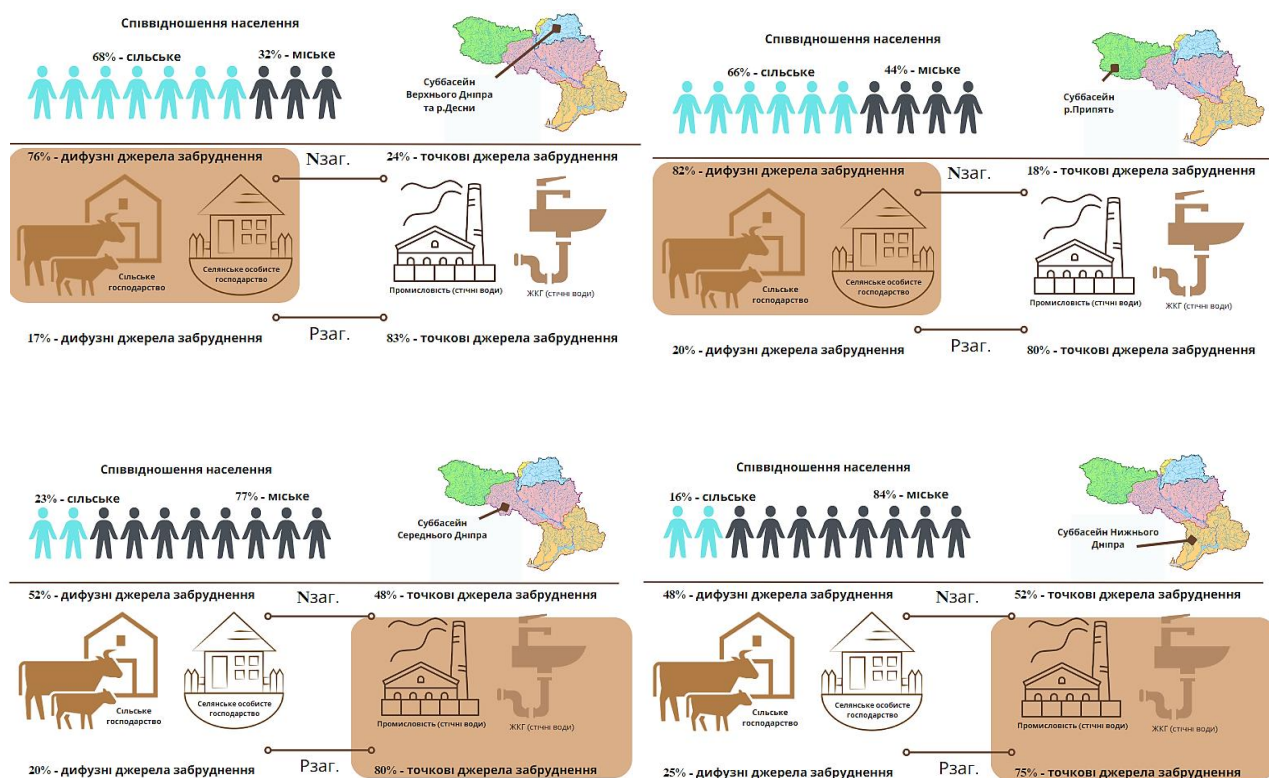 Співвідношення населення
68% - сільське
32% - міське
Суббасейн
Верхнього Дніпра
та р.Десни
76% - дифузні джерела забруднення
Nзаг.
24% - точкові джерела забруднення
Сільське
господарство
Селянське особисте
господарство
Промисловість (стічні води)
ЖКГ (стічні води)
17% - дифузні джерела забруднення
Pзаг.
83% - точкові джерела забруднення
Співвідношення населення
66% - сільське
44% - міське
Суббасейн
р.Припять
82% - дифузні джерела забруднення
Nзаг.
18% - точкові джерела забруднення
Сільське
господарство
Селянське особисте
господарство
Промисловість (стічні води)
ЖКГ (стічні води)
20% - дифузні джерела забруднення
Pзаг.
80% - точкові джерела забруднення
Співвідношення населення
23% - сільське
77% - міське
Суббасейн
Середнього Дніпра
52% - дифузні джерела забруднення
Nзаг.
48% - точкові джерела забруднення
Сільське
господарство
Селянське особисте
господарство
Промисловість (стічні води)
ЖКГ (стічні води)
20% - дифузні джерела забруднення
Pзаг.
80% - точкові джерела забруднення
Співвідношення населення
16% - сільське
84% - міське
Суббасейн Нижнього
Дніпра
48% - дифузні джерела забруднення
Nзаг.
52% - точкові джерела забруднення
Сільське
господарство
Селянське особисте
господарство
Промисловість (стічні води)
ЖКГ (стічні води)
25% - дифузні джерела забруднення
Pзаг.
75% - точкові джерела забруднення